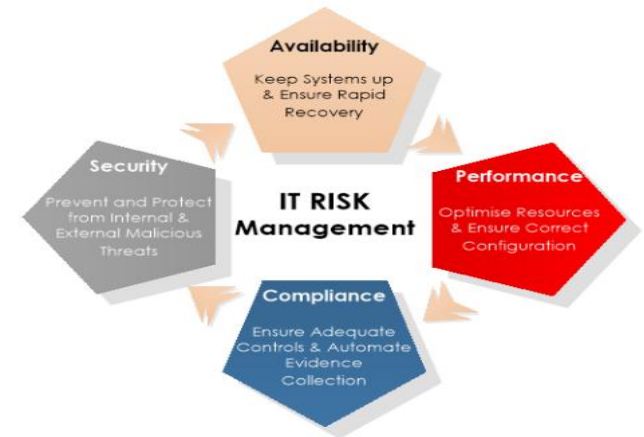 Availability
Keep Systems up
& Ensure Rapid
Recovery
Security
Prevent and Protect
from Internal &
External Malicious
Threats
IT RISK
Management
Performance
Optimise Resources
& Ensure Correct
Configuration
Compliance
Ensure Adequate
Controls & Automate
Evidence
Collection